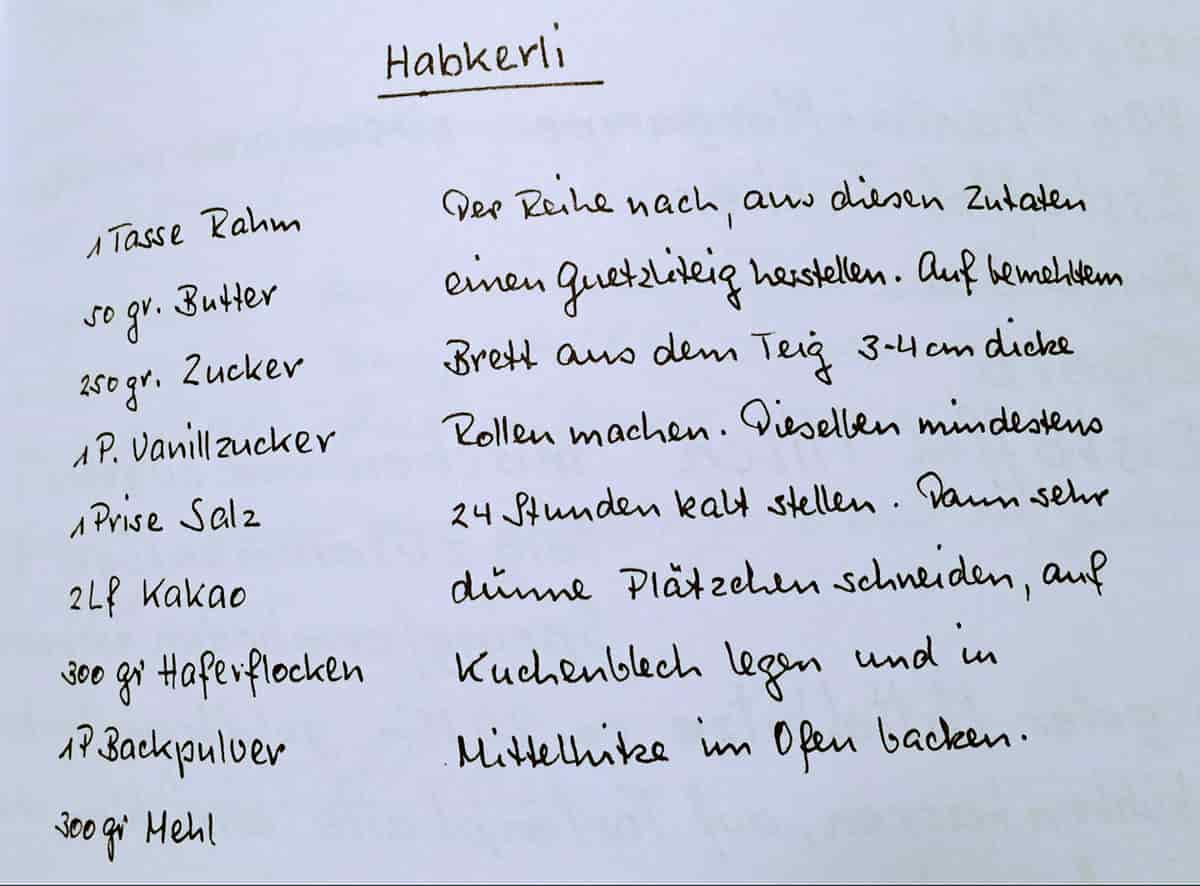 Habkerli
1 Tasse Rahm
50 gr. Butter
250 gr. Zucker
1 P. Vanillzucker
1 Prise Salz
2 Lf Kakao
300 gr Haferflocken
1 P Backpulver
300 gr Mehl
Der Reihe nach, aus diesen Zutaten
einen Guetzliteig herstellen. Auf bemehltem
Brett aus dem Teig 3-4 cm dicke
Rollen machen. Dieselben mindestens
24 Stunden kalt stellen. Dann sehr
dünne Plätzchen schneiden, auf
Kuchenblech legen und in
Mittelhitze im Ofen backen.